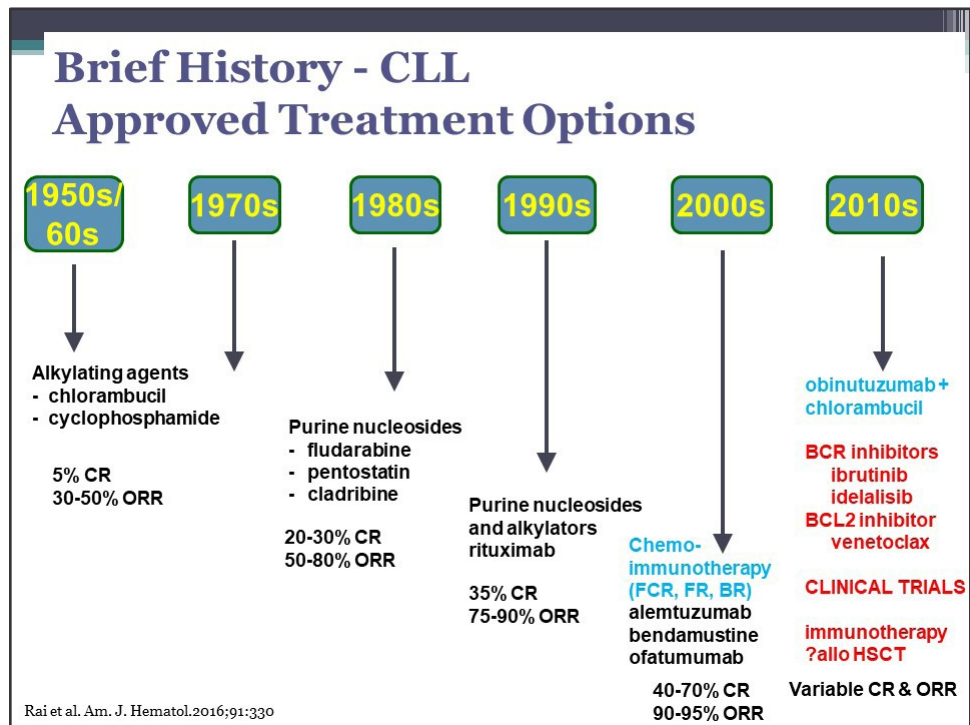 Brief History - CLL
Approved Treatment Options
1950s/
60s
1970s
1980s
1990s
2000s
2010s
Alkylating agents
- chlorambucil
- cyclophosphamide
5% CR
30-50% ORR
Purine nucleosides
- fludarabine
- pentostatin
- cladribine
20-30% CR
50-80% ORR
Purine nucleosides
and alkylators
rituximab
35% CR
75-90% ORR
Chemo-
immunotherapy
(FCR, FR, BR)
alemtuzumab
bendamustine
ofatumumab
40-70% CR
90-95% ORR
obinutuzumab +
chlorambucil
BCR inhibitors
ibrutinib
idelalisib
BCL2 inhibitor
venetoclax
CLINICAL TRIALS
immunotherapy
?allo HSCT
Variable CR & ORR
Rai et al. Am. J. Hematol.2016;91:330